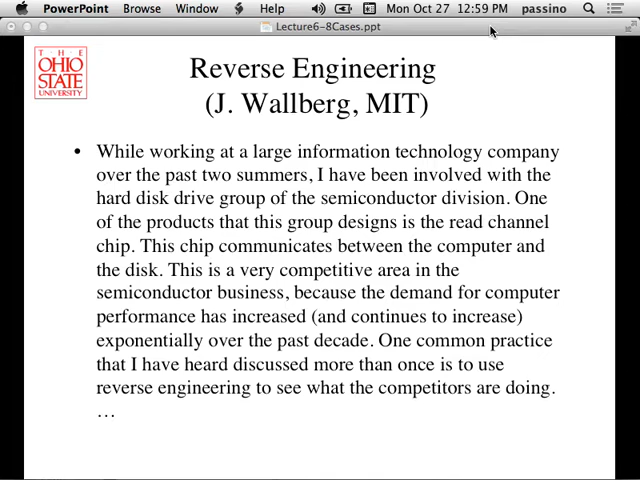 PowerPoint Browse Window Help Mon Oct 27 12:59 PM passino
Lecture6-8Cases.ppt
T · H · E
OHIO
STATE
UNIVERSITY
Reverse Engineering
(J. Wallberg, MIT)
• While working at a large information technology company
over the past two summers, I have been involved with the
hard disk drive group of the semiconductor division. One
of the products that this group designs is the read channel
chip. This chip communicates between the computer and
the disk. This is a very competitive area in the
semiconductor business, because the demand for computer
performance has increased (and continues to increase)
exponentially over the past decade. One common practice
that I have heard discussed more than once is to use
reverse engineering to see what the competitors are doing.
…